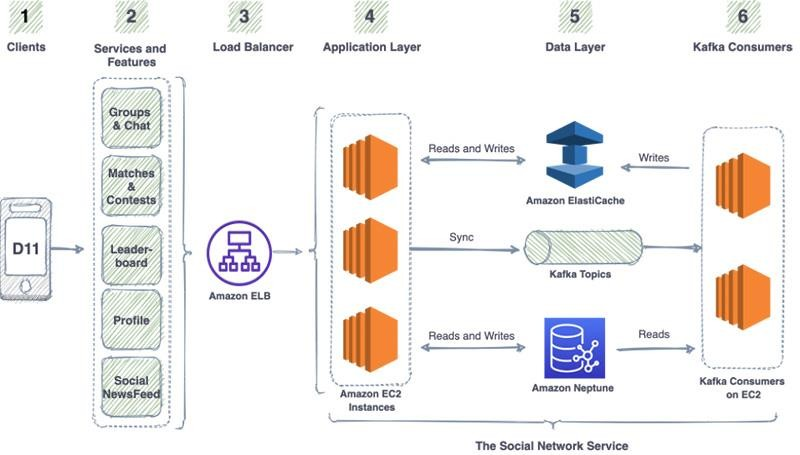 1
2
3
4
5
6
Clients
Services and
Features
Load Balancer
Application Layer
Data Layer
Kafka Consumers
D11
Groups
& Chat
Matches
&
Contests
Leader-
board
Profile
Social
NewsFeed
Amazon ELB
Amazon EC2
Instances
Reads and Writes
Sync
Reads and Writes
Amazon ElastiCache
Kafka Topics
Amazon Neptune
Writes
Reads
Kafka Consumers
on EC2
The Social Network Service